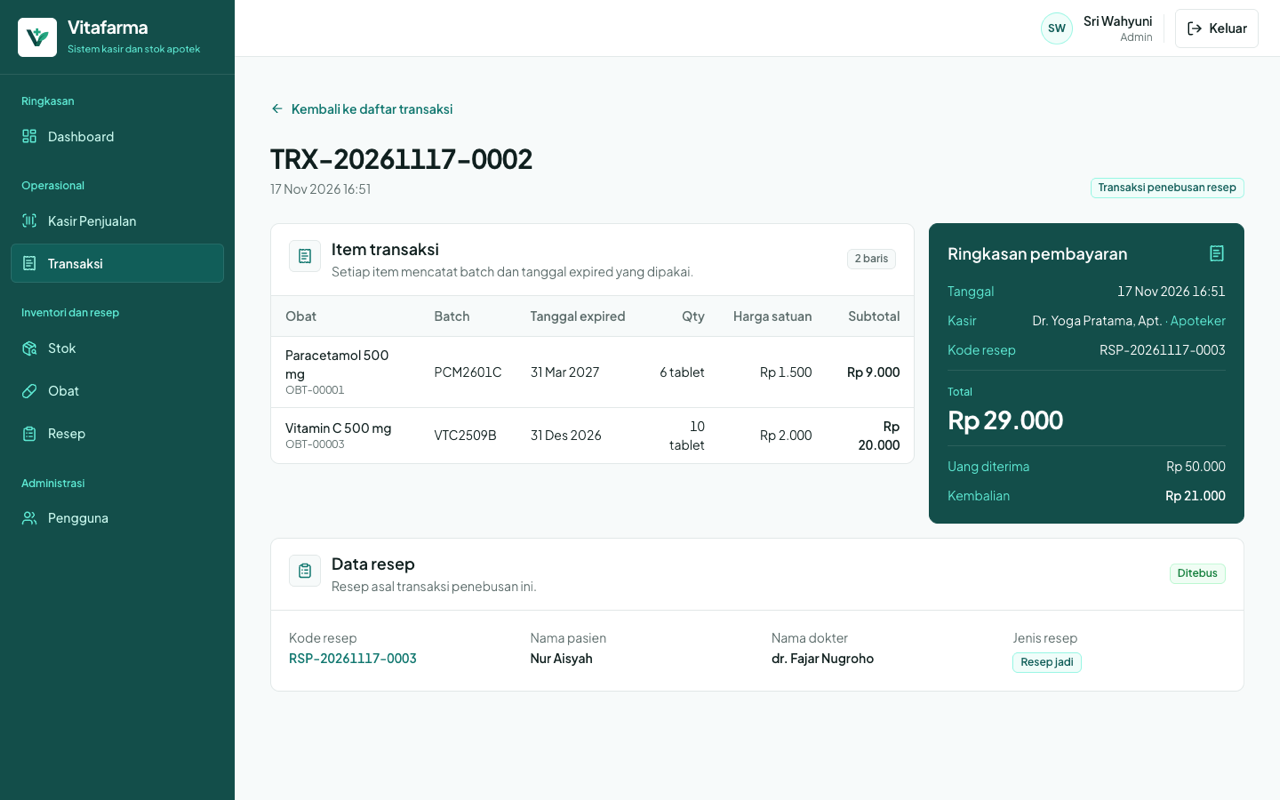 Vitafarma
Sistem kasir dan stok apotek
Ringkasan
Dashboard
Operasional
Kasir Penjualan
Transaksi
Inventori dan resep
Stok
Obat
Resep
Administrasi
Pengguna
SW
Sri Wahyuni
Admin
Keluar
Kembali ke daftar transaksi
TRX-20261117-0002
17 Nov 2026 16:51
Transaksi penebusan resep
Item transaksi
Setiap item mencatat batch dan tanggal expired yang dipakai.
2 baris
Obat Batch Tanggal expired Qty Harga satuan Subtotal
Paracetamol 500
mg
OBT-00001
PCM2601C 31 Mar 2027 6 tablet Rp 1.500 Rp 9.000
Vitamin C 500 mg
OBT-00003
VTC2509B 31 Des 2026
10
tablet
Rp 2.000
Rp
20.000
Ringkasan pembayaran
Tanggal 17 Nov 2026 16:51
Kasir Dr. Yoga Pratama, Apt. · Apoteker
Kode resep RSP-20261117-0003
Total
Rp 29.000
Uang diterima Rp 50.000
Kembalian Rp 21.000
Data resep
Resep asal transaksi penebusan ini.
Ditebus
Kode resep
RSP-20261117-0003
Nama pasien
Nur Aisyah
Nama dokter
dr. Fajar Nugroho
Jenis resep
Resep jadi